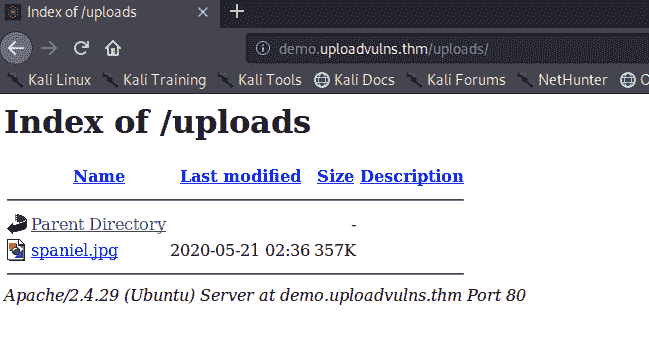 Index of /uploads
demo.uploadvulns.thm/uploads/
Kali Linux Kali Training Kali Tools Kali Docs Kali Forums NetHunter O
Index of /uploads
Name Last modified Size Description
Parent Directory -
spaniel.jpg 2020-05-21 02:36 357K
Apache/2.4.29 (Ubuntu) Server at demo.uploadvulns.thm Port 80